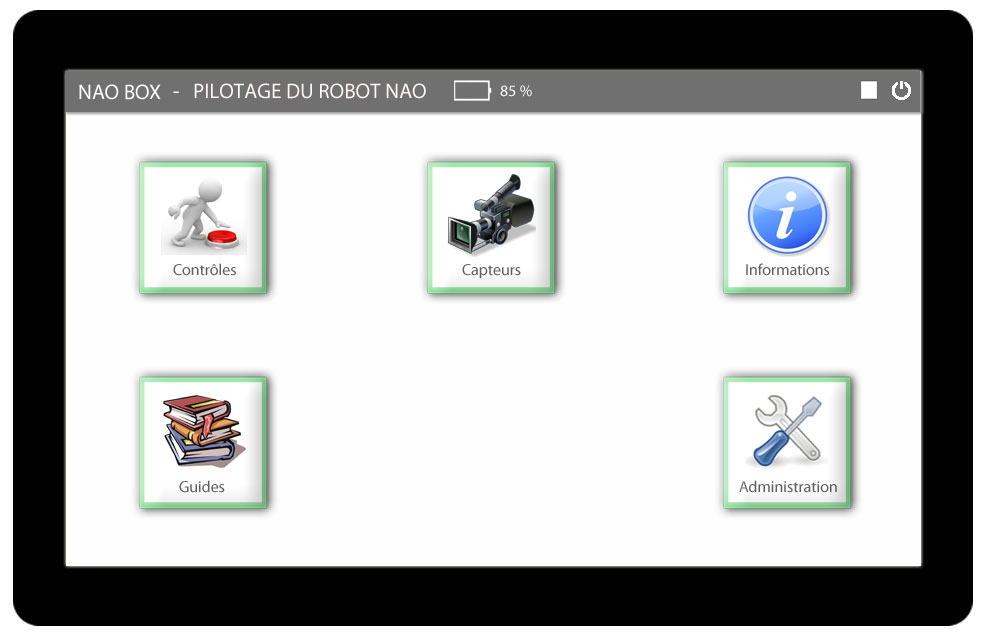 NAO BOX - PILOTAGE DU ROBOT NAO 85 %
Contrôles Capteurs Informations
Guides Administration